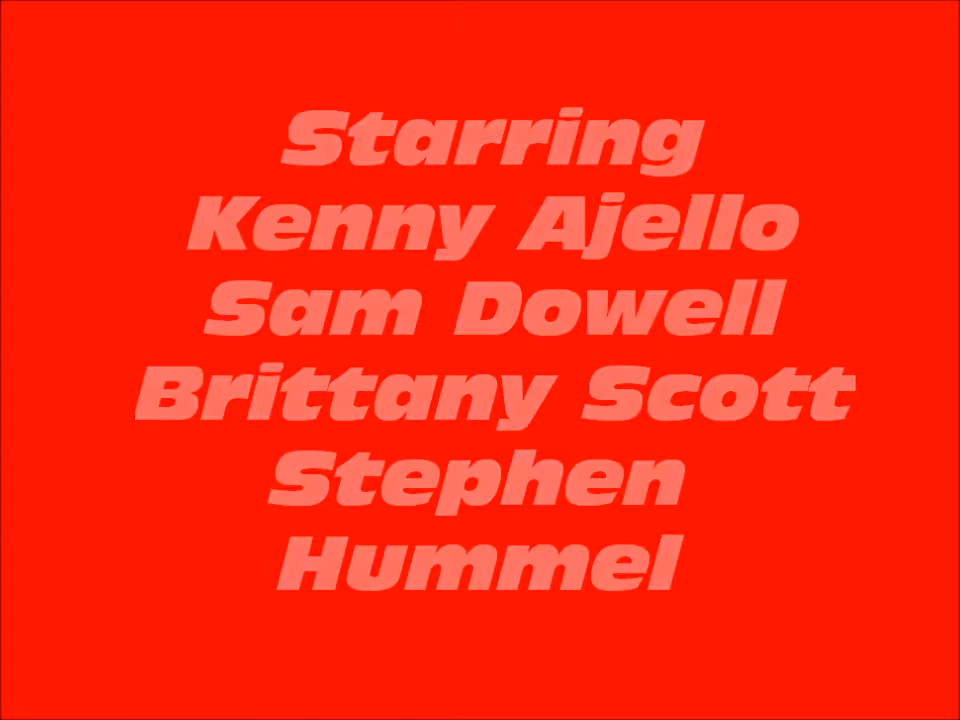 Starring
Kenny Ajello
Sam Dowell
Brittany Scott
Stephen
Hummel